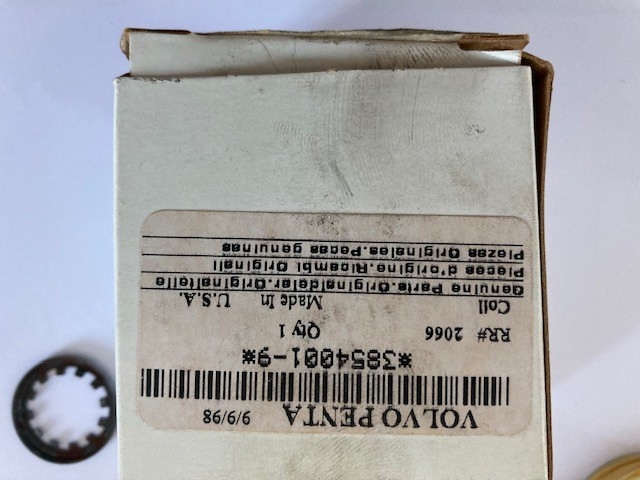 VOLVO PENTA 9/9/98
*3854001-9*
RR# 2066 Qty 1
Coll Made In U.S.A.
Genuine Parts.Originaldelar.Originalteile
Pieces d'origine.Ricambi Originali
Piezas Originales.Pecas genuinas